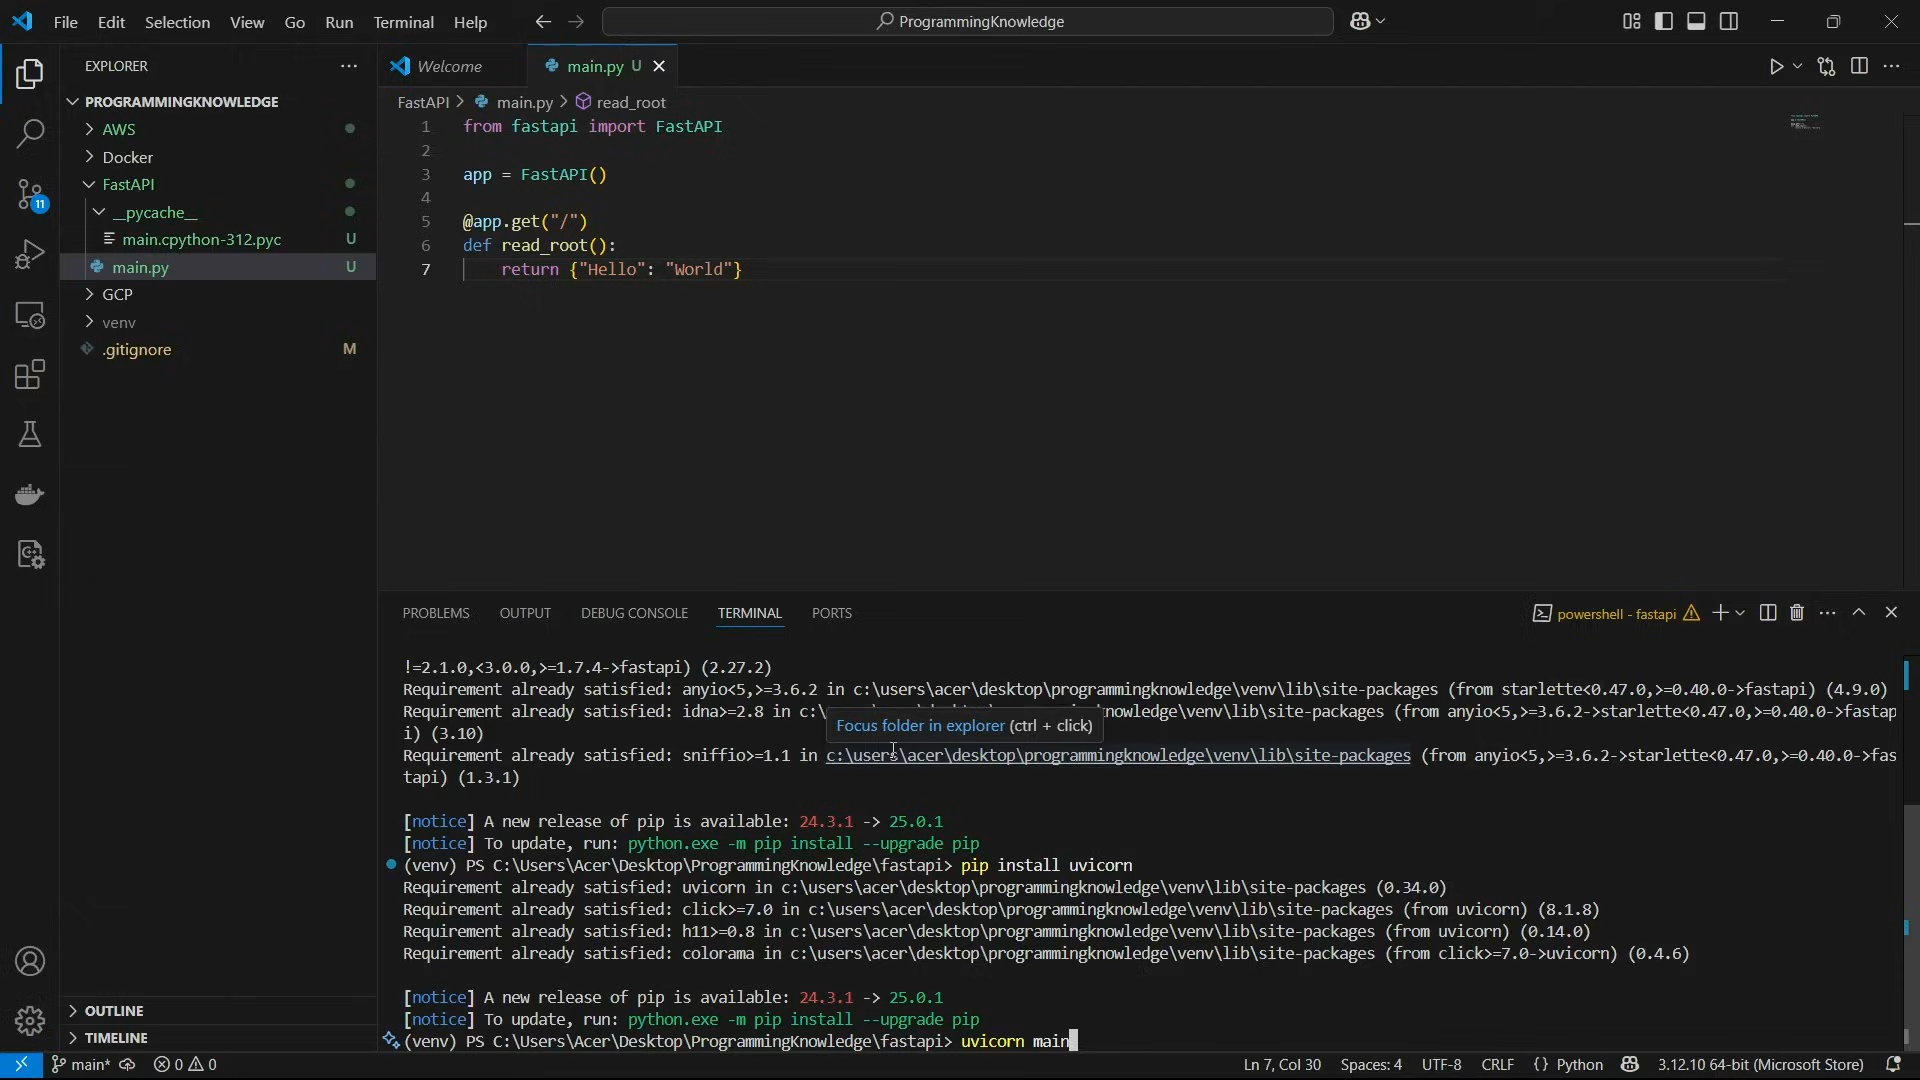 File Edit Selection View Go Run Terminal Help
ProgrammingKnowledge
EXPLORER
PROGRAMMINGKNOWLEDGE
AWS
Docker
FastAPI
__pycache__
main.cpython-312.pyc U
main.py U
GCP
venv
.gitignore M
11
OUTLINE
TIMELINE
Welcome
main.py U
FastAPI > main.py > read_root
1 from fastapi import FastAPI
2
3 app = FastAPI()
4
5 @app.get("/")
6 def read_root():
7 return {"Hello": "World"}
PROBLEMS OUTPUT DEBUG CONSOLE TERMINAL PORTS
powershell - fastapi
!=2.1.0,<3.0.0,>=1.7.4->fastapi) (2.27.2)
Requirement already satisfied: anyio<5,>=3.6.2 in c:\users\acer\desktop\programmingknowledge\venv\lib\site-packages (from starlette<0.47.0,>=0.40.0->fastapi) (4.9.0)
Requirement already satisfied: idna>=2.8 in c:\ nowledge\venv\lib\site-packages (from anyio<5,>=3.6.2->starlette<0.47.0,>=0.40.0->fastap
i) (3.10)
Focus folder in explorer (ctrl + click)
Requirement already satisfied: sniffio>=1.1 in c:\users\acer\desktop\programmingknowledge\venv\lib\site-packages (from anyio<5,>=3.6.2->starlette<0.47.0,>=0.40.0->fas
tapi) (1.3.1)
[notice] A new release of pip is available: 24.3.1 -> 25.0.1
[notice] To update, run: python.exe -m pip install --upgrade pip
(venv) PS C:\Users\Acer\Desktop\ProgrammingKnowledge\fastapi> pip install uvicorn
Requirement already satisfied: uvicorn in c:\users\acer\desktop\programmingknowledge\venv\lib\site-packages (0.34.0)
Requirement already satisfied: click>=7.0 in c:\users\acer\desktop\programmingknowledge\venv\lib\site-packages (from uvicorn) (8.1.8)
Requirement already satisfied: h11>=0.8 in c:\users\acer\desktop\programmingknowledge\venv\lib\site-packages (from uvicorn) (0.14.0)
Requirement already satisfied: colorama in c:\users\acer\desktop\programmingknowledge\venv\lib\site-packages (from click>=7.0->uvicorn) (0.4.6)
[notice] A new release of pip is available: 24.3.1 -> 25.0.1
[notice] To update, run: python.exe -m pip install --upgrade pip
(venv) PS C:\Users\Acer\Desktop\ProgrammingKnowledge\fastapi> uvicorn main
main* 0 0 Ln 7, Col 30 Spaces: 4 UTF-8 CRLF {} Python 3.12.10 64-bit (Microsoft Store)